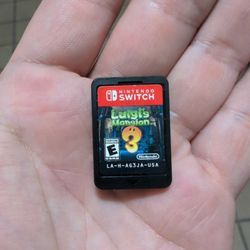 NINTENDO
SWITCH
Luigi's
Mansion
3
E
Nintendo
LA-H-AG3JA-USA